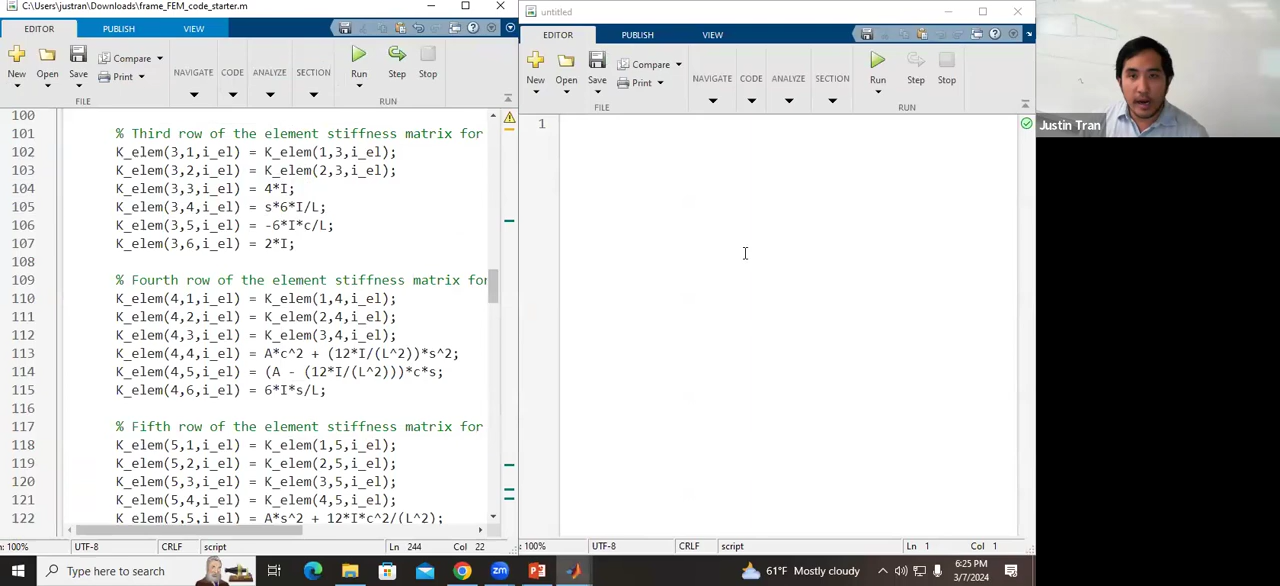 C:\Users\justran\Downloads\frame_FEM_code_starter.m
EDITOR PUBLISH VIEW
New Open Save Compare Print
NAVIGATE CODE ANALYZE SECTION
Run Step Stop
FILE RUN
100
101 % Third row of the element stiffness matrix for
102 K_elem(3,1,i_el) = K_elem(1,3,i_el);
103 K_elem(3,2,i_el) = K_elem(2,3,i_el);
104 K_elem(3,3,i_el) = 4*I;
105 K_elem(3,4,i_el) = s*6*I/L;
106 K_elem(3,5,i_el) = -6*I*c/L;
107 K_elem(3,6,i_el) = 2*I;
108
109 % Fourth row of the element stiffness matrix for
110 K_elem(4,1,i_el) = K_elem(1,4,i_el);
111 K_elem(4,2,i_el) = K_elem(2,4,i_el);
112 K_elem(4,3,i_el) = K_elem(3,4,i_el);
113 K_elem(4,4,i_el) = A*c^2 + (12*I/(L^2))*s^2;
114 K_elem(4,5,i_el) = (A - (12*I/(L^2)))*c*s;
115 K_elem(4,6,i_el) = 6*I*s/L;
116
117 % Fifth row of the element stiffness matrix for
118 K_elem(5,1,i_el) = K_elem(1,5,i_el);
119 K_elem(5,2,i_el) = K_elem(2,5,i_el);
120 K_elem(5,3,i_el) = K_elem(3,5,i_el);
121 K_elem(5,4,i_el) = K_elem(4,5,i_el);
122 K_elem(5,5,i_el) = A*s^2 + 12*I*c^2/(L^2);
100% UTF-8 CRLF script Ln 244 Col 22
untitled
EDITOR PUBLISH VIEW
New Open Save Compare Print
NAVIGATE CODE ANALYZE SECTION
Run Step Stop
FILE RUN
1
100% UTF-8 CRLF script Ln 1 Col 1
Justin Tran
Type here to search
61°F Mostly cloudy
6:25 PM
3/7/2024